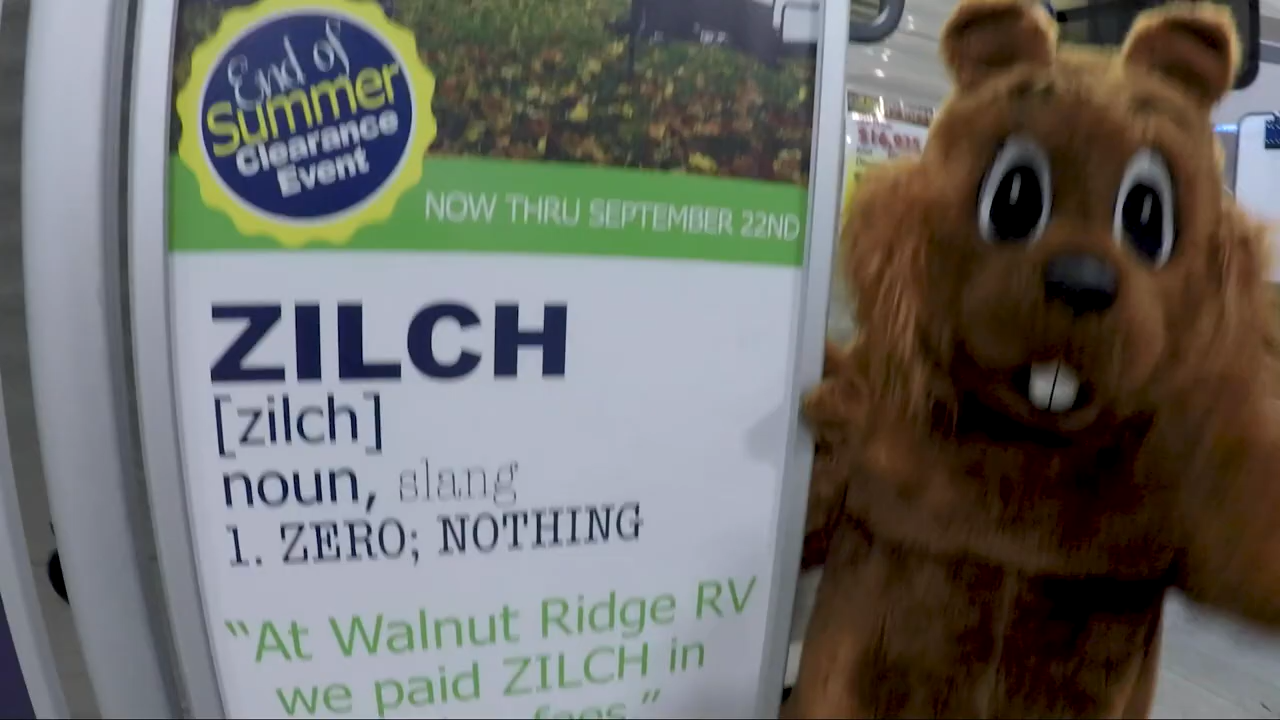 End of
Summer
Clearance
Event
NOW THRU SEPTEMBER 22ND
ZILCH
[zilch]
noun, slang
1. ZERO; NOTHING
“At Walnut Ridge RV
we paid ZILCH in
fees.”